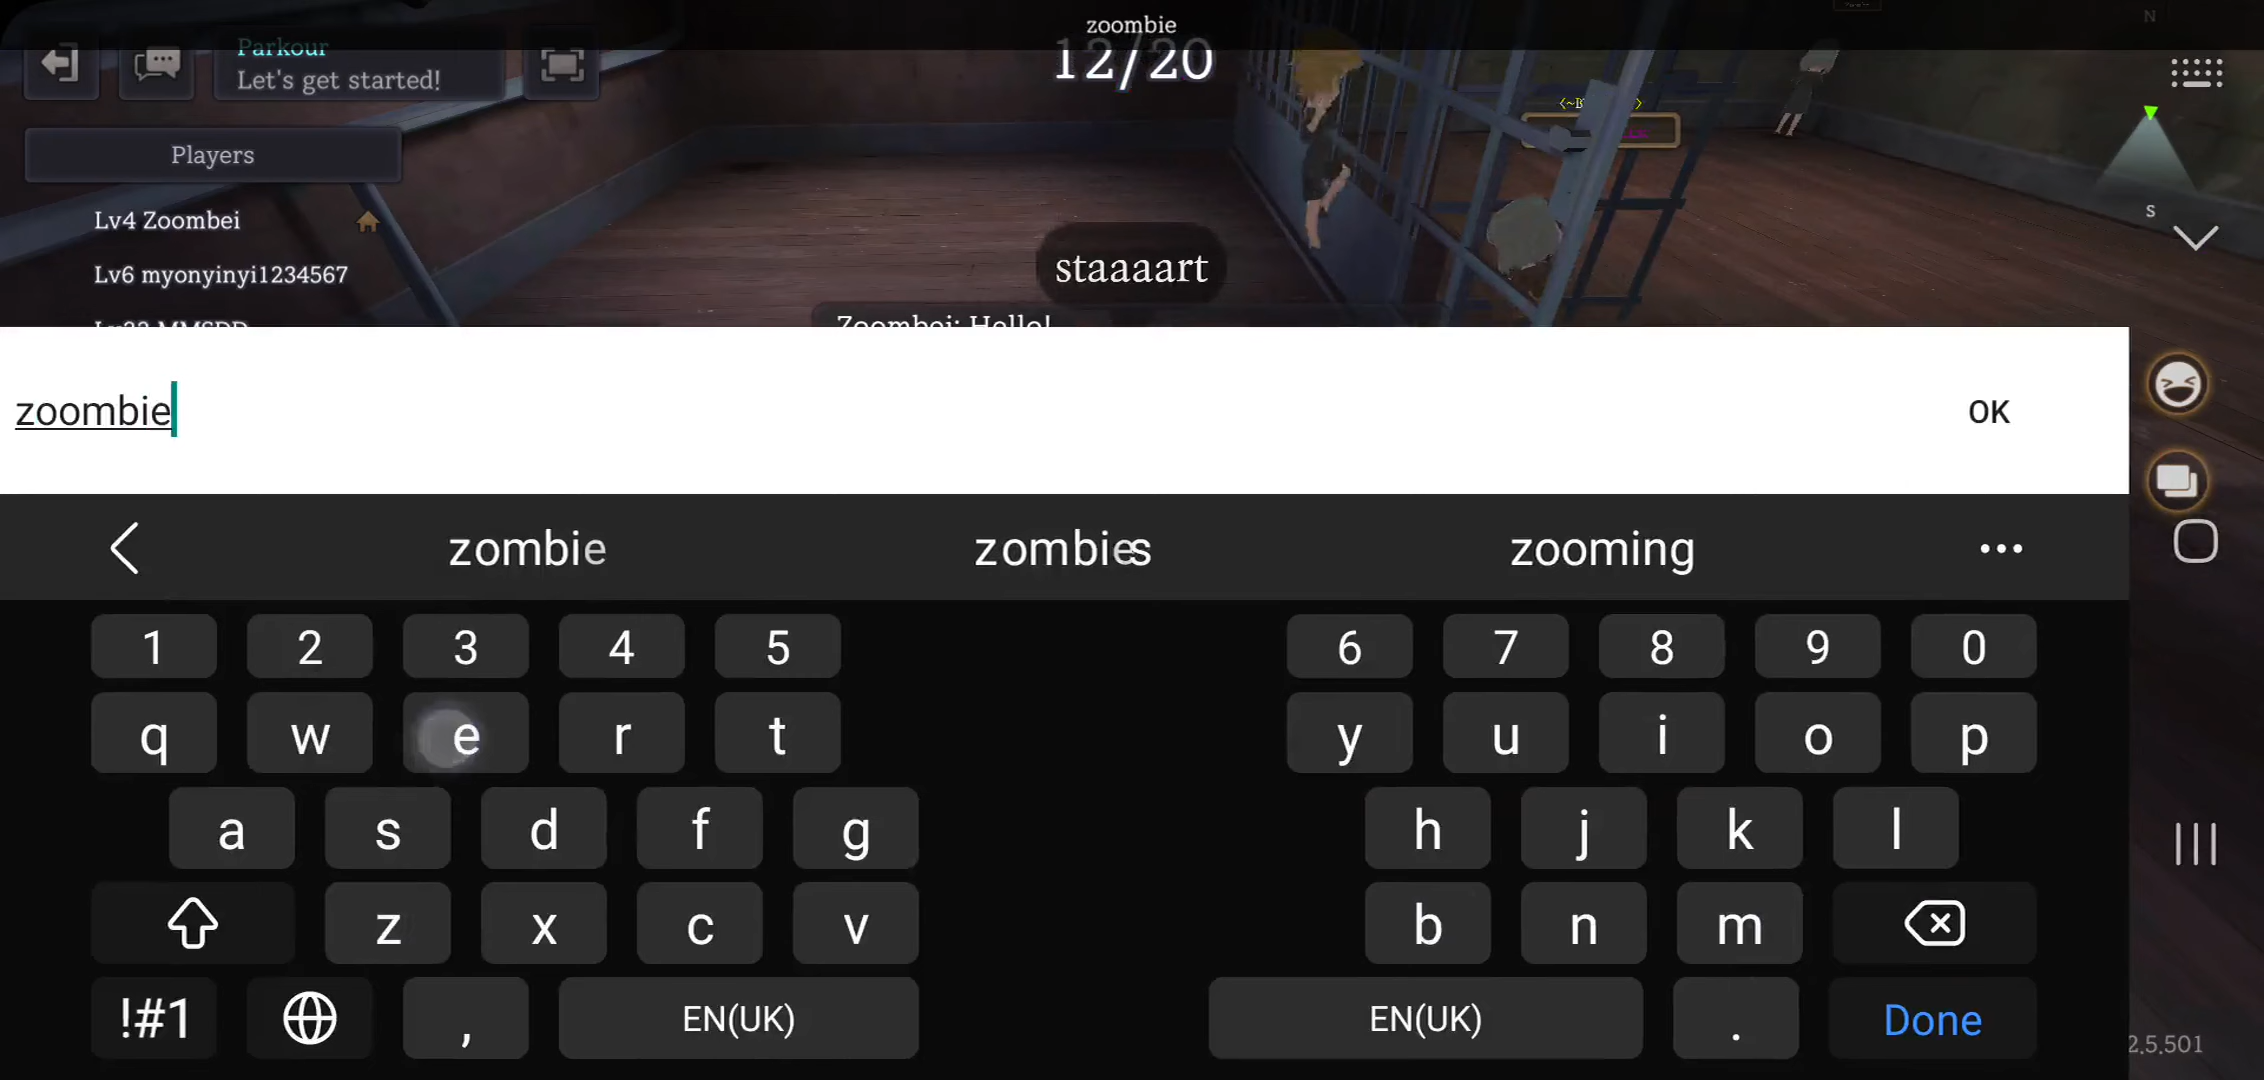 zoombie
12/20
Parkour
Let's get started!
Players
Lv4 Zoombei
Lv6 myonyinyi1234567
staaaart
Zoombei: Hello!
N
S
zoombie
OK
zombie
zombies
zooming
1 2 3 4 5 6 7 8 9 0
q w e r t y u i o p
a s d f g h j k l
z x c v b n m
!#1 , EN(UK) EN(UK) . Done
2.5.501